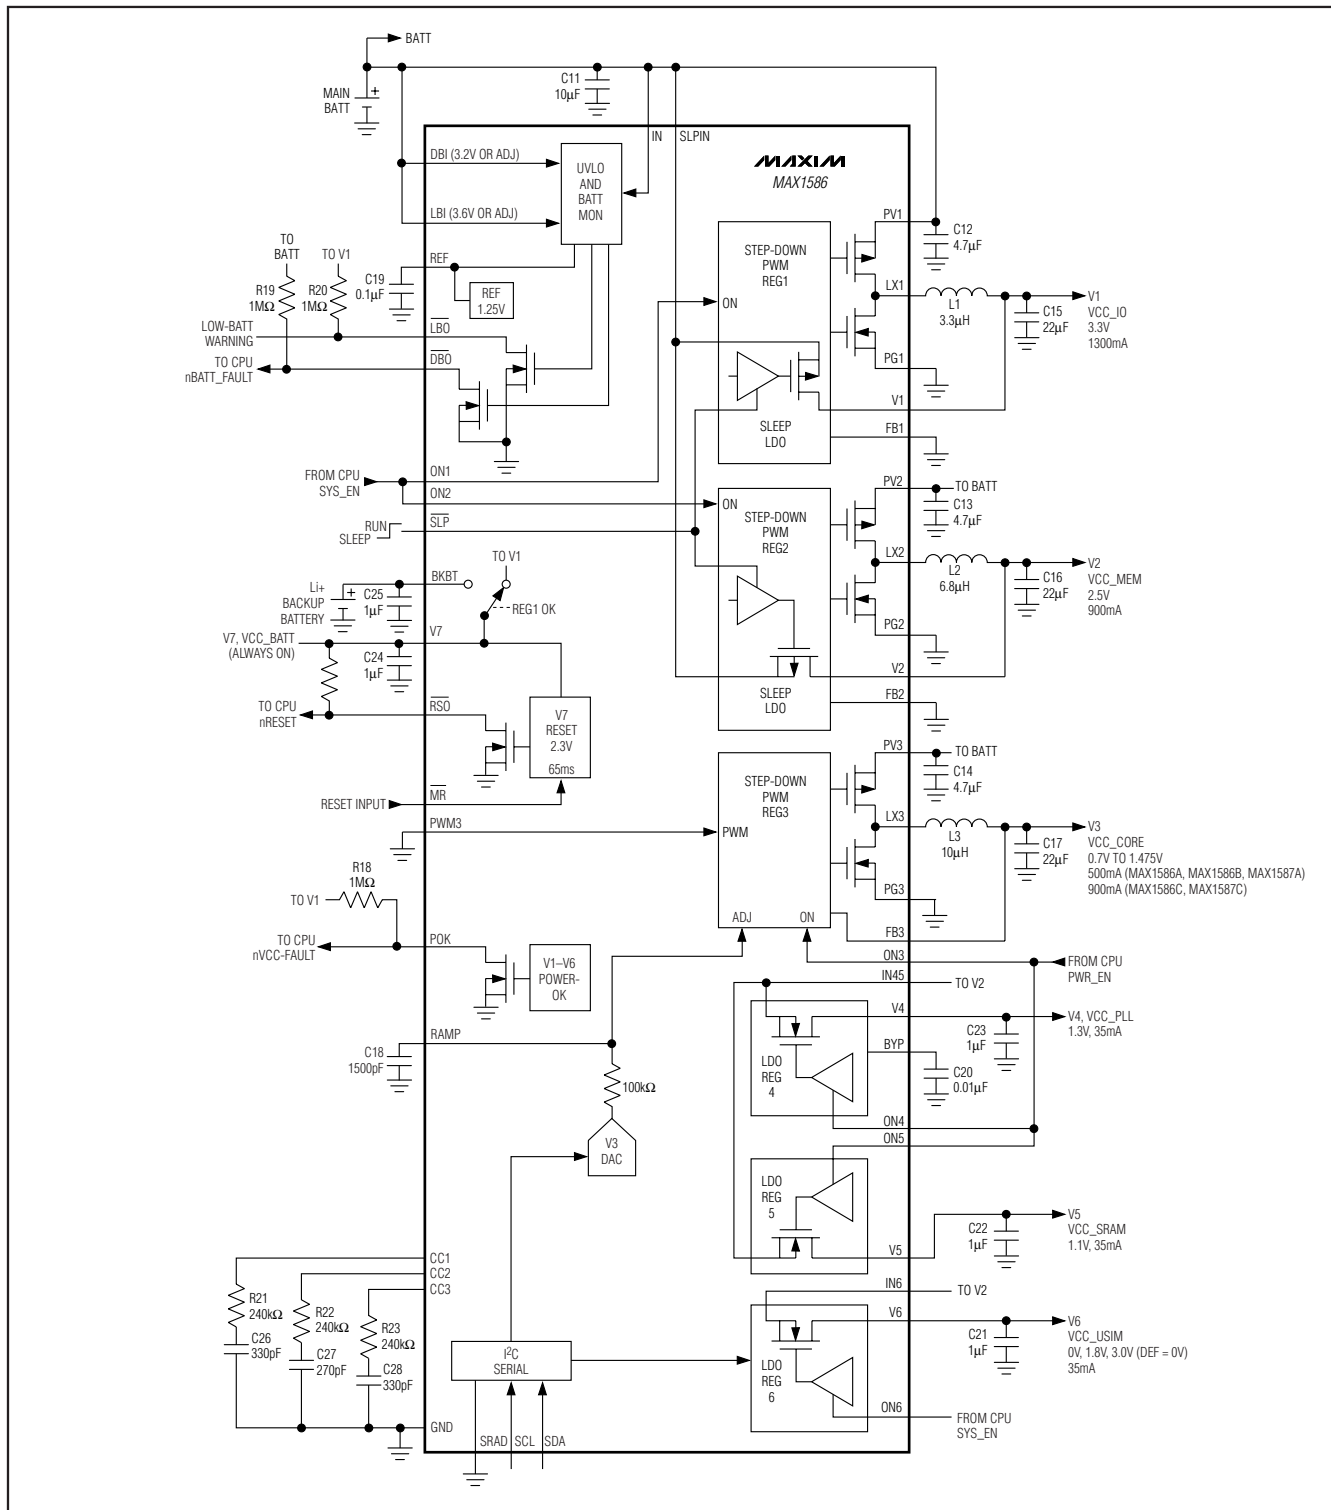 BATT
MAIN
BATT
C11
10µF
IN
SLPIN
MAXIM
MAX1586
DBI (3.2V OR ADJ)
UVLO
AND
BATT
MON
LBI (3.6V OR ADJ)
TO
BATT
TO V1
R19
1MΩ
R20
1MΩ
C19
0.1µF
REF
REF
1.25V
LOW-BATT
WARNING
LBO
TO CPU
nBATT_FAULT
DBO
STEP-DOWN
PWM
REG1
ON
PV1
C12
4.7µF
LX1
L1
3.3µH
C15
22µF
V1
VCC_IO
3.3V
1300mA
PG1
V1
SLEEP
LDO
FB1
FROM CPU
SYS_EN
ON1
ON2
RUN
SLEEP
SLP
ON
STEP-DOWN
PWM
REG2
PV2
TO BATT
C13
4.7µF
LX2
L2
6.8µH
C16
22µF
V2
VCC_MEM
2.5V
900mA
PG2
V2
SLEEP
LDO
FB2
Li+
BACKUP
BATTERY
C25
1µF
BKBT
TO V1
REG1 OK
V7, VCC_BATT
(ALWAYS ON)
V7
C24
1µF
TO CPU
nRESET
RSO
V7
RESET
2.3V
65ms
RESET INPUT
MR
PWM3
STEP-DOWN
PWM
REG3
PWM
ADJ
ON
PV3
TO BATT
C14
4.7µF
LX3
L3
10µH
C17
22µF
V3
VCC_CORE
0.7V TO 1.475V
500mA (MAX1586A, MAX1586B, MAX1587A)
900mA (MAX1586C, MAX1587C)
PG3
FB3
R18
1MΩ
TO V1
TO CPU
nVCC-FAULT
POK
V1–V6
POWER-
OK
ON3
FROM CPU
PWR_EN
IN45
TO V2
V4
V4, VCC_PLL
1.3V, 35mA
C23
1µF
BYP
C20
0.01µF
LDO
REG
4
RAMP
C18
1500pF
100kΩ
V3
DAC
ON4
ON5
LDO
REG
5
V5
C22
1µF
V5
VCC_SRAM
1.1V, 35mA
CC1
CC2
CC3
R21
240kΩ
R22
240kΩ
R23
240kΩ
C26
330pF
C27
270pF
C28
330pF
IN6
TO V2
V6
C21
1µF
V6
VCC_USIM
0V, 1.8V, 3.0V (DEF = 0V)
35mA
I2C
SERIAL
LDO
REG
6
ON6
FROM CPU
SYS_EN
GND
SRAD
SCL
SDA